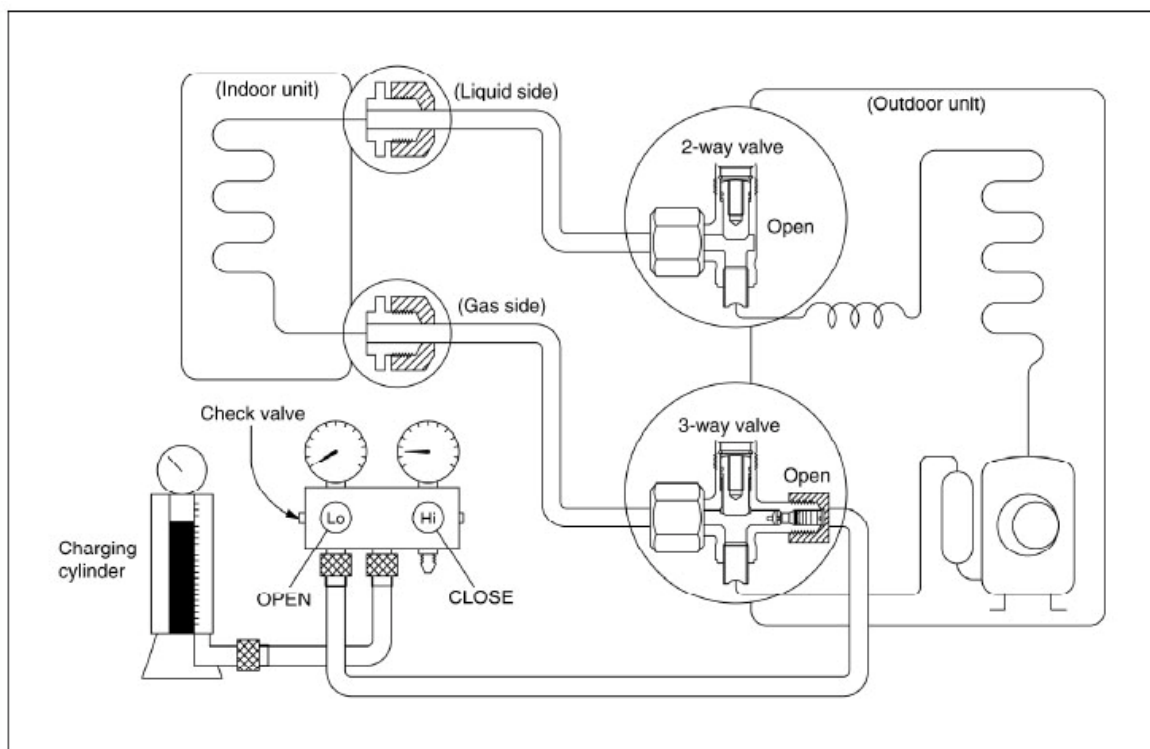 (Indoor unit)
(Liquid side)
(Outdoor unit)
2-way valve
Open
(Gas side)
Check valve
3-way valve
Open
Lo
Hi
Charging
cylinder
OPEN
CLOSE